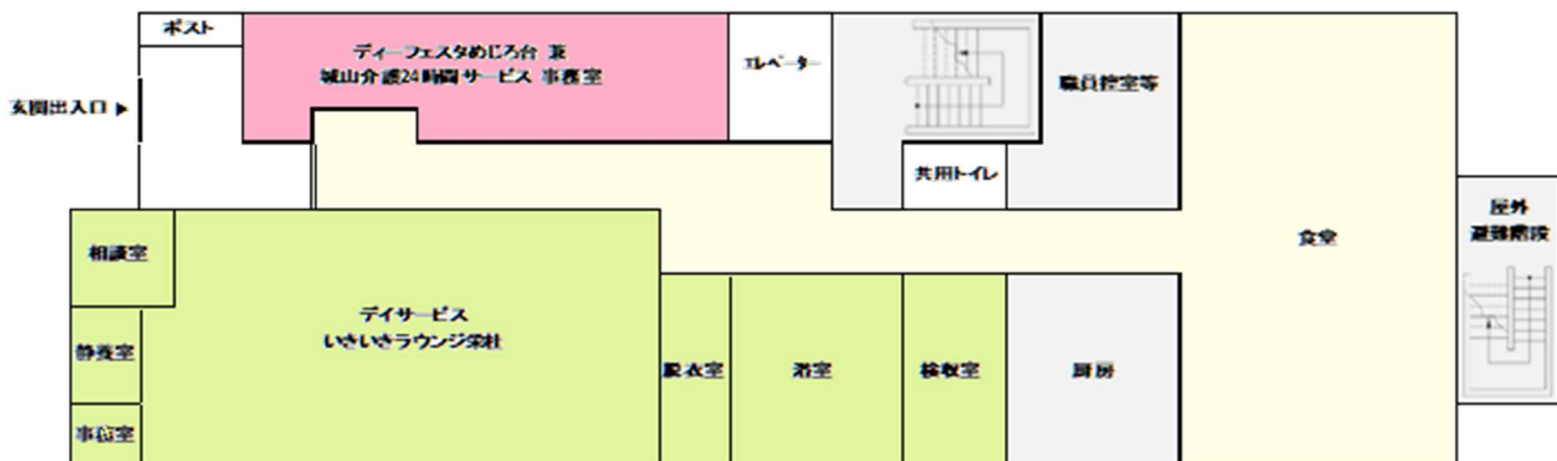 ポスト
ディーフェスタめじろ台 兼
城山介護24時間サービス 事務室
エレベーター
職員控室等
玄関出入口
共用トイレ
屋外
避難階段
相談室
食堂
デイサービス
いきいきラウンジ栄杜
静養室
脱衣室
浴室
検収室
厨房
事務室